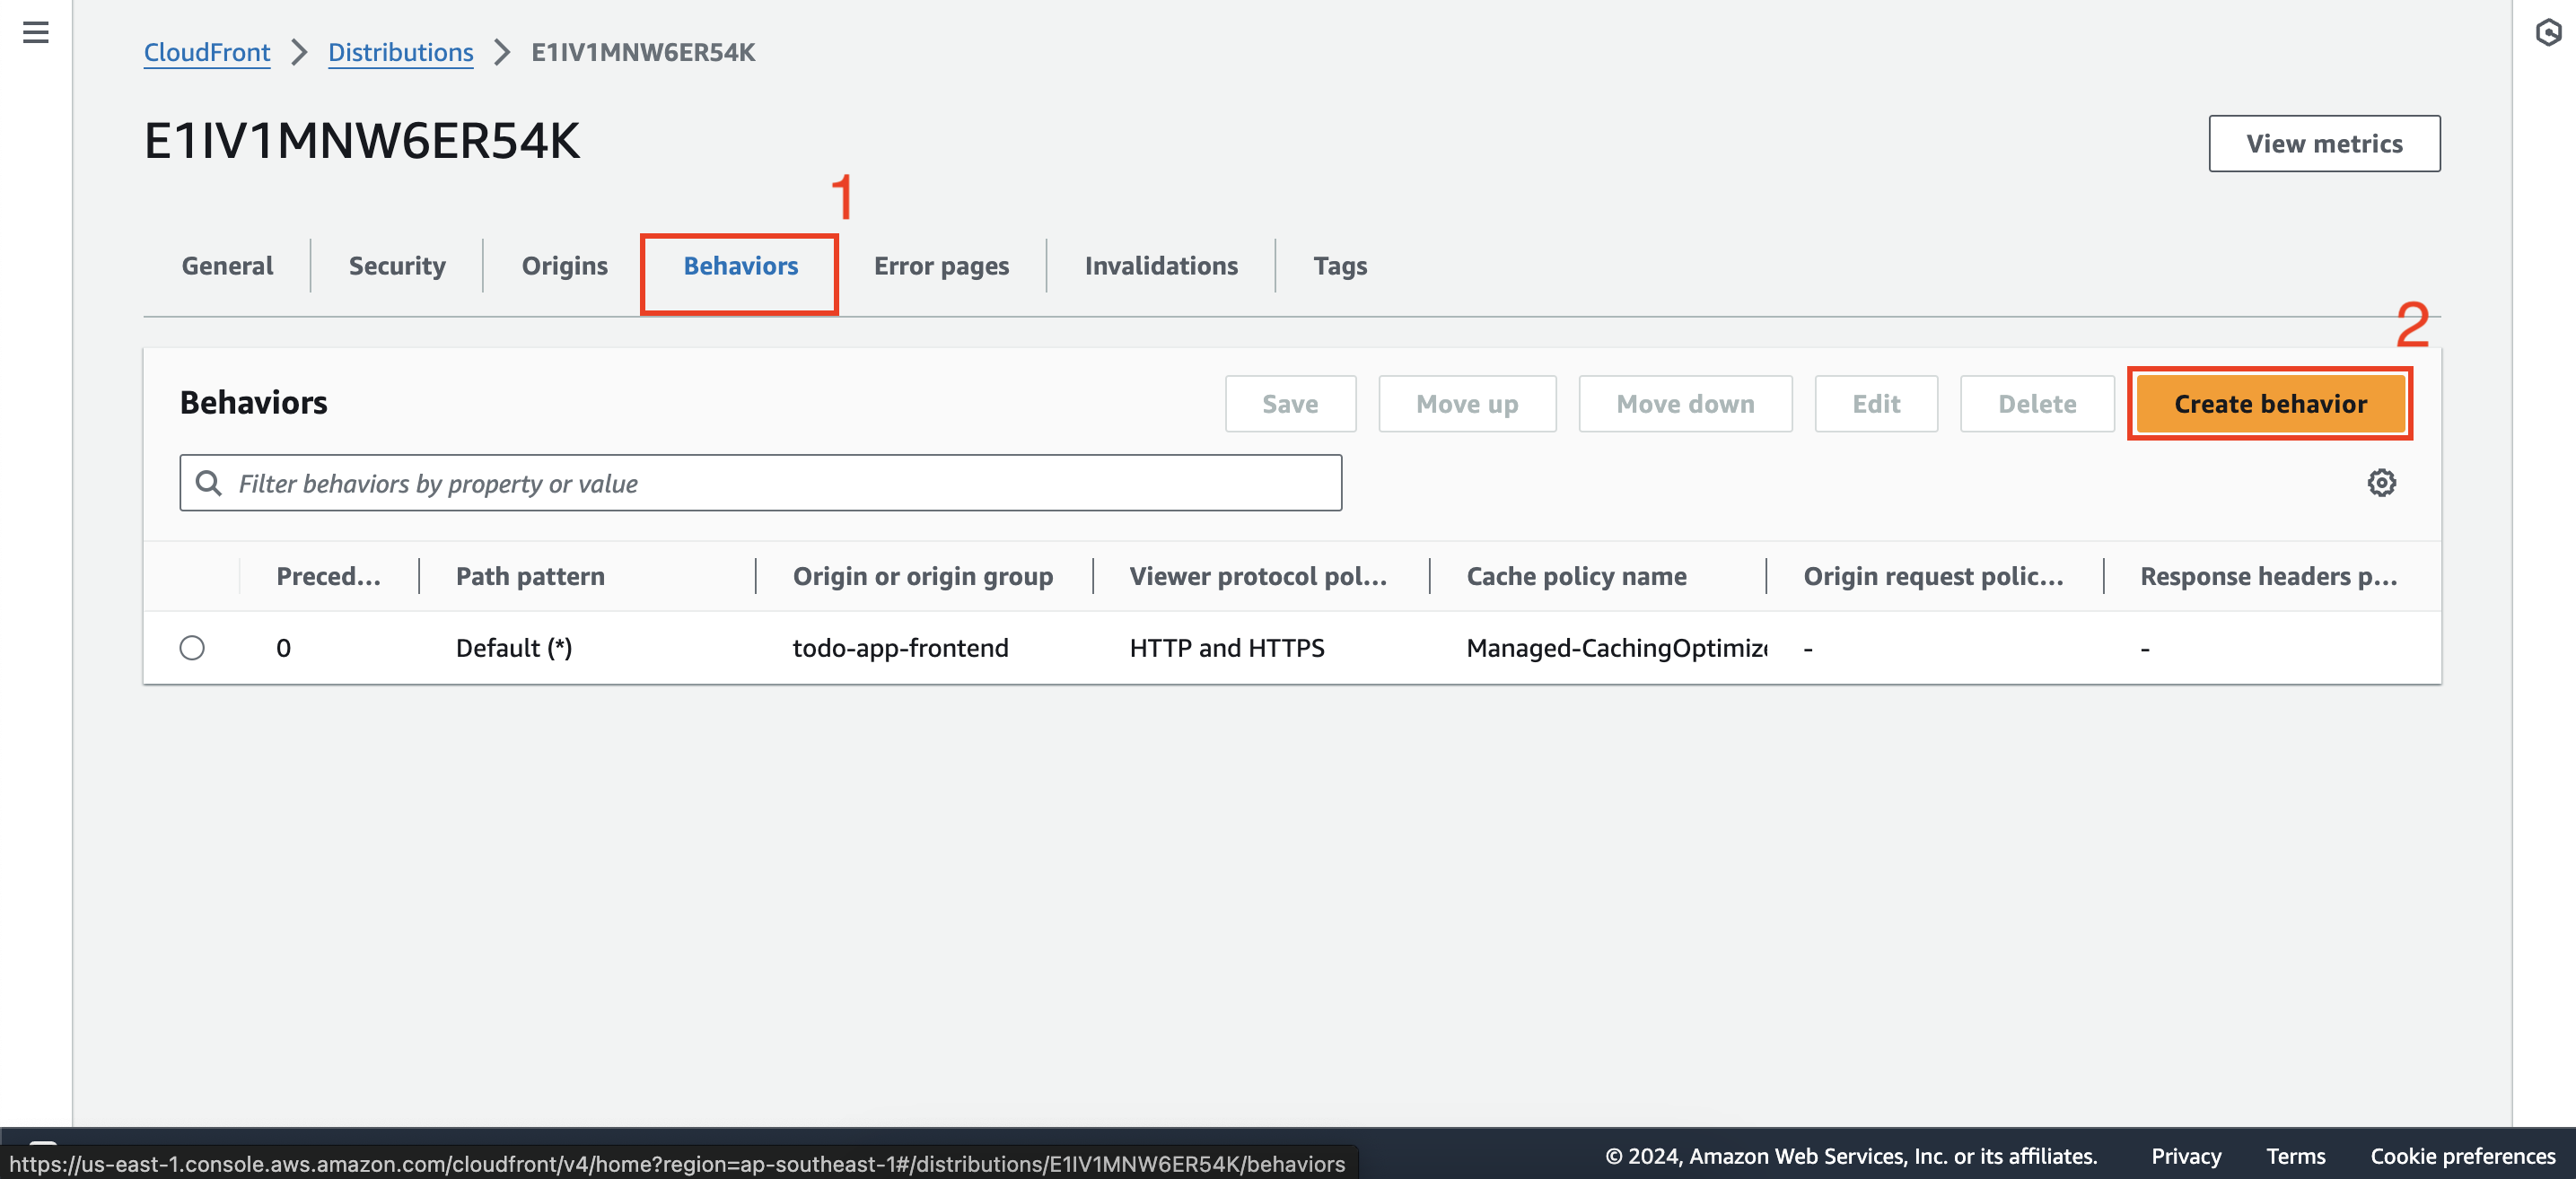 CloudFront > Distributions > E1IV1MNW6ER54K
E1IV1MNW6ER54K
View metrics
1
General Security Origins Behaviors Error pages Invalidations Tags
2
Behaviors Save Move up Move down Edit Delete Create behavior
Filter behaviors by property or value
Preced... Path pattern Origin or origin group Viewer protocol pol... Cache policy name Origin request polic... Response headers p...
0 Default (*) todo-app-frontend HTTP and HTTPS Managed-CachingOptimize - -
https://us-east-1.console.aws.amazon.com/cloudfront/v4/home?region=ap-southeast-1#/distributions/E1IV1MNW6ER54K/behaviors
© 2024, Amazon Web Services, Inc. or its affiliates. Privacy Terms Cookie preferences